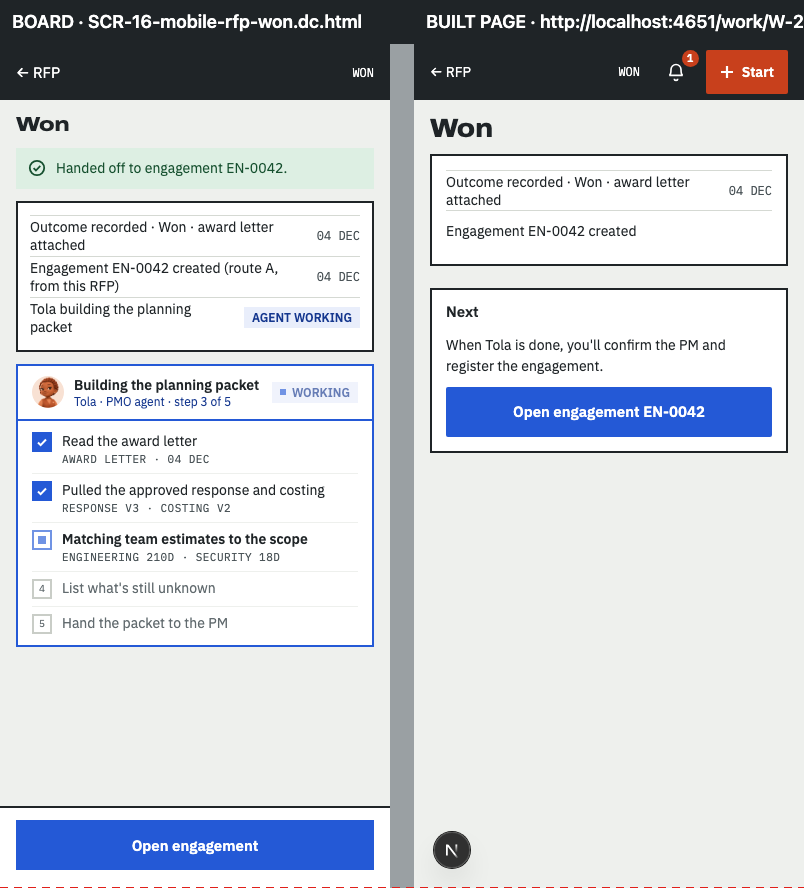 BOARD · SCR-16-mobile-rfp-won.dc.html
← RFP
WON
Won
Handed off to engagement EN-0042.
Outcome recorded · Won · award letter
attached
04 DEC
Engagement EN-0042 created (route A,
from this RFP)
04 DEC
Tola building the planning
packet
AGENT WORKING
Building the planning packet
Tola · PMO agent · step 3 of 5
WORKING
Read the award letter
AWARD LETTER · 04 DEC
Pulled the approved response and costing
RESPONSE V3 · COSTING V2
Matching team estimates to the scope
ENGINEERING 210D · SECURITY 18D
4 List what's still unknown
5 Hand the packet to the PM
Open engagement
BUILT PAGE · http://localhost:4651/work/W-2
← RFP
WON
1
+ Start
Won
Outcome recorded · Won · award letter
attached
04 DEC
Engagement EN-0042 created
Next
When Tola is done, you'll confirm the PM and
register the engagement.
Open engagement EN-0042
N